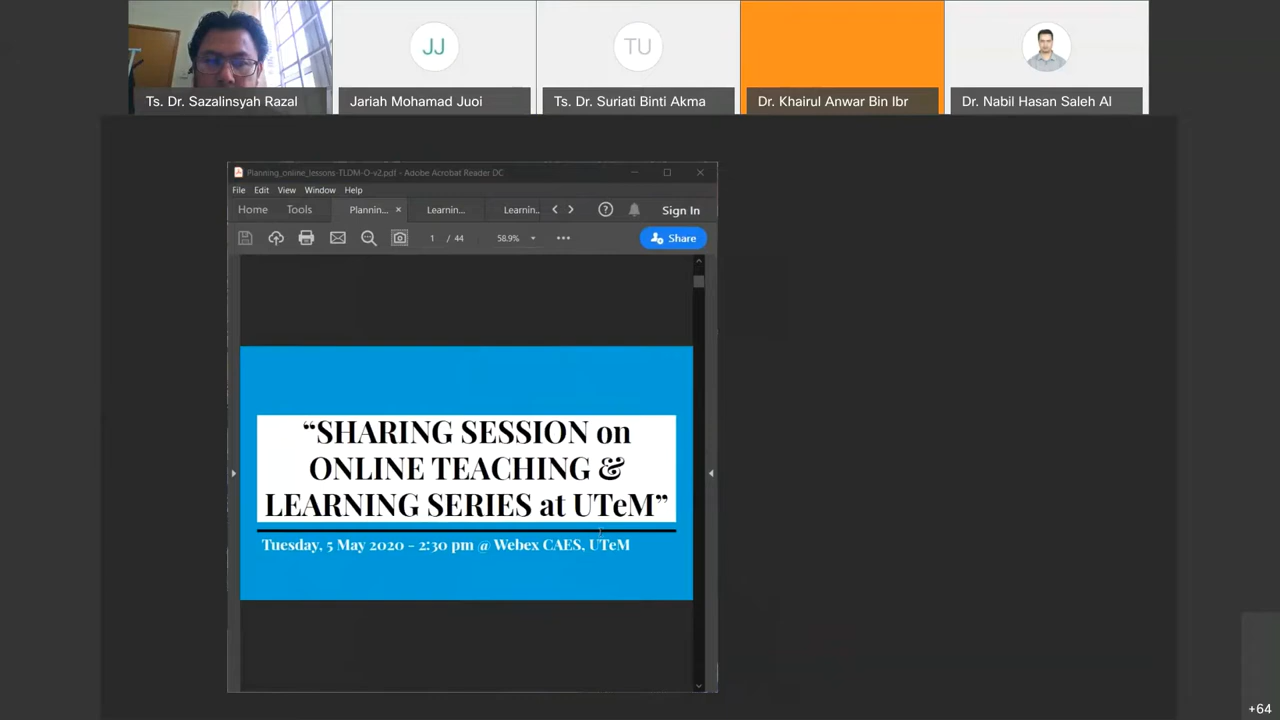 JJ
TU
Ts. Dr. Sazalinsyah Razal
Jariah Mohamad Juoi
Ts. Dr. Suriati Binti Akma
Dr. Khairul Anwar Bin Ibr
Dr. Nabil Hasan Saleh Al
Planning_online_lessons-TLDM-O-v2.pdf - Adobe Acrobat Reader DC
File Edit View Window Help
Home Tools Plannin... × Learnin... Learnin.. Sign In
1 / 44 58.9% Share
“SHARING SESSION on
ONLINE TEACHING &
LEARNING SERIES at UTeM”
Tuesday, 5 May 2020 - 2:30 pm @ Webex CAES, UTeM
+64